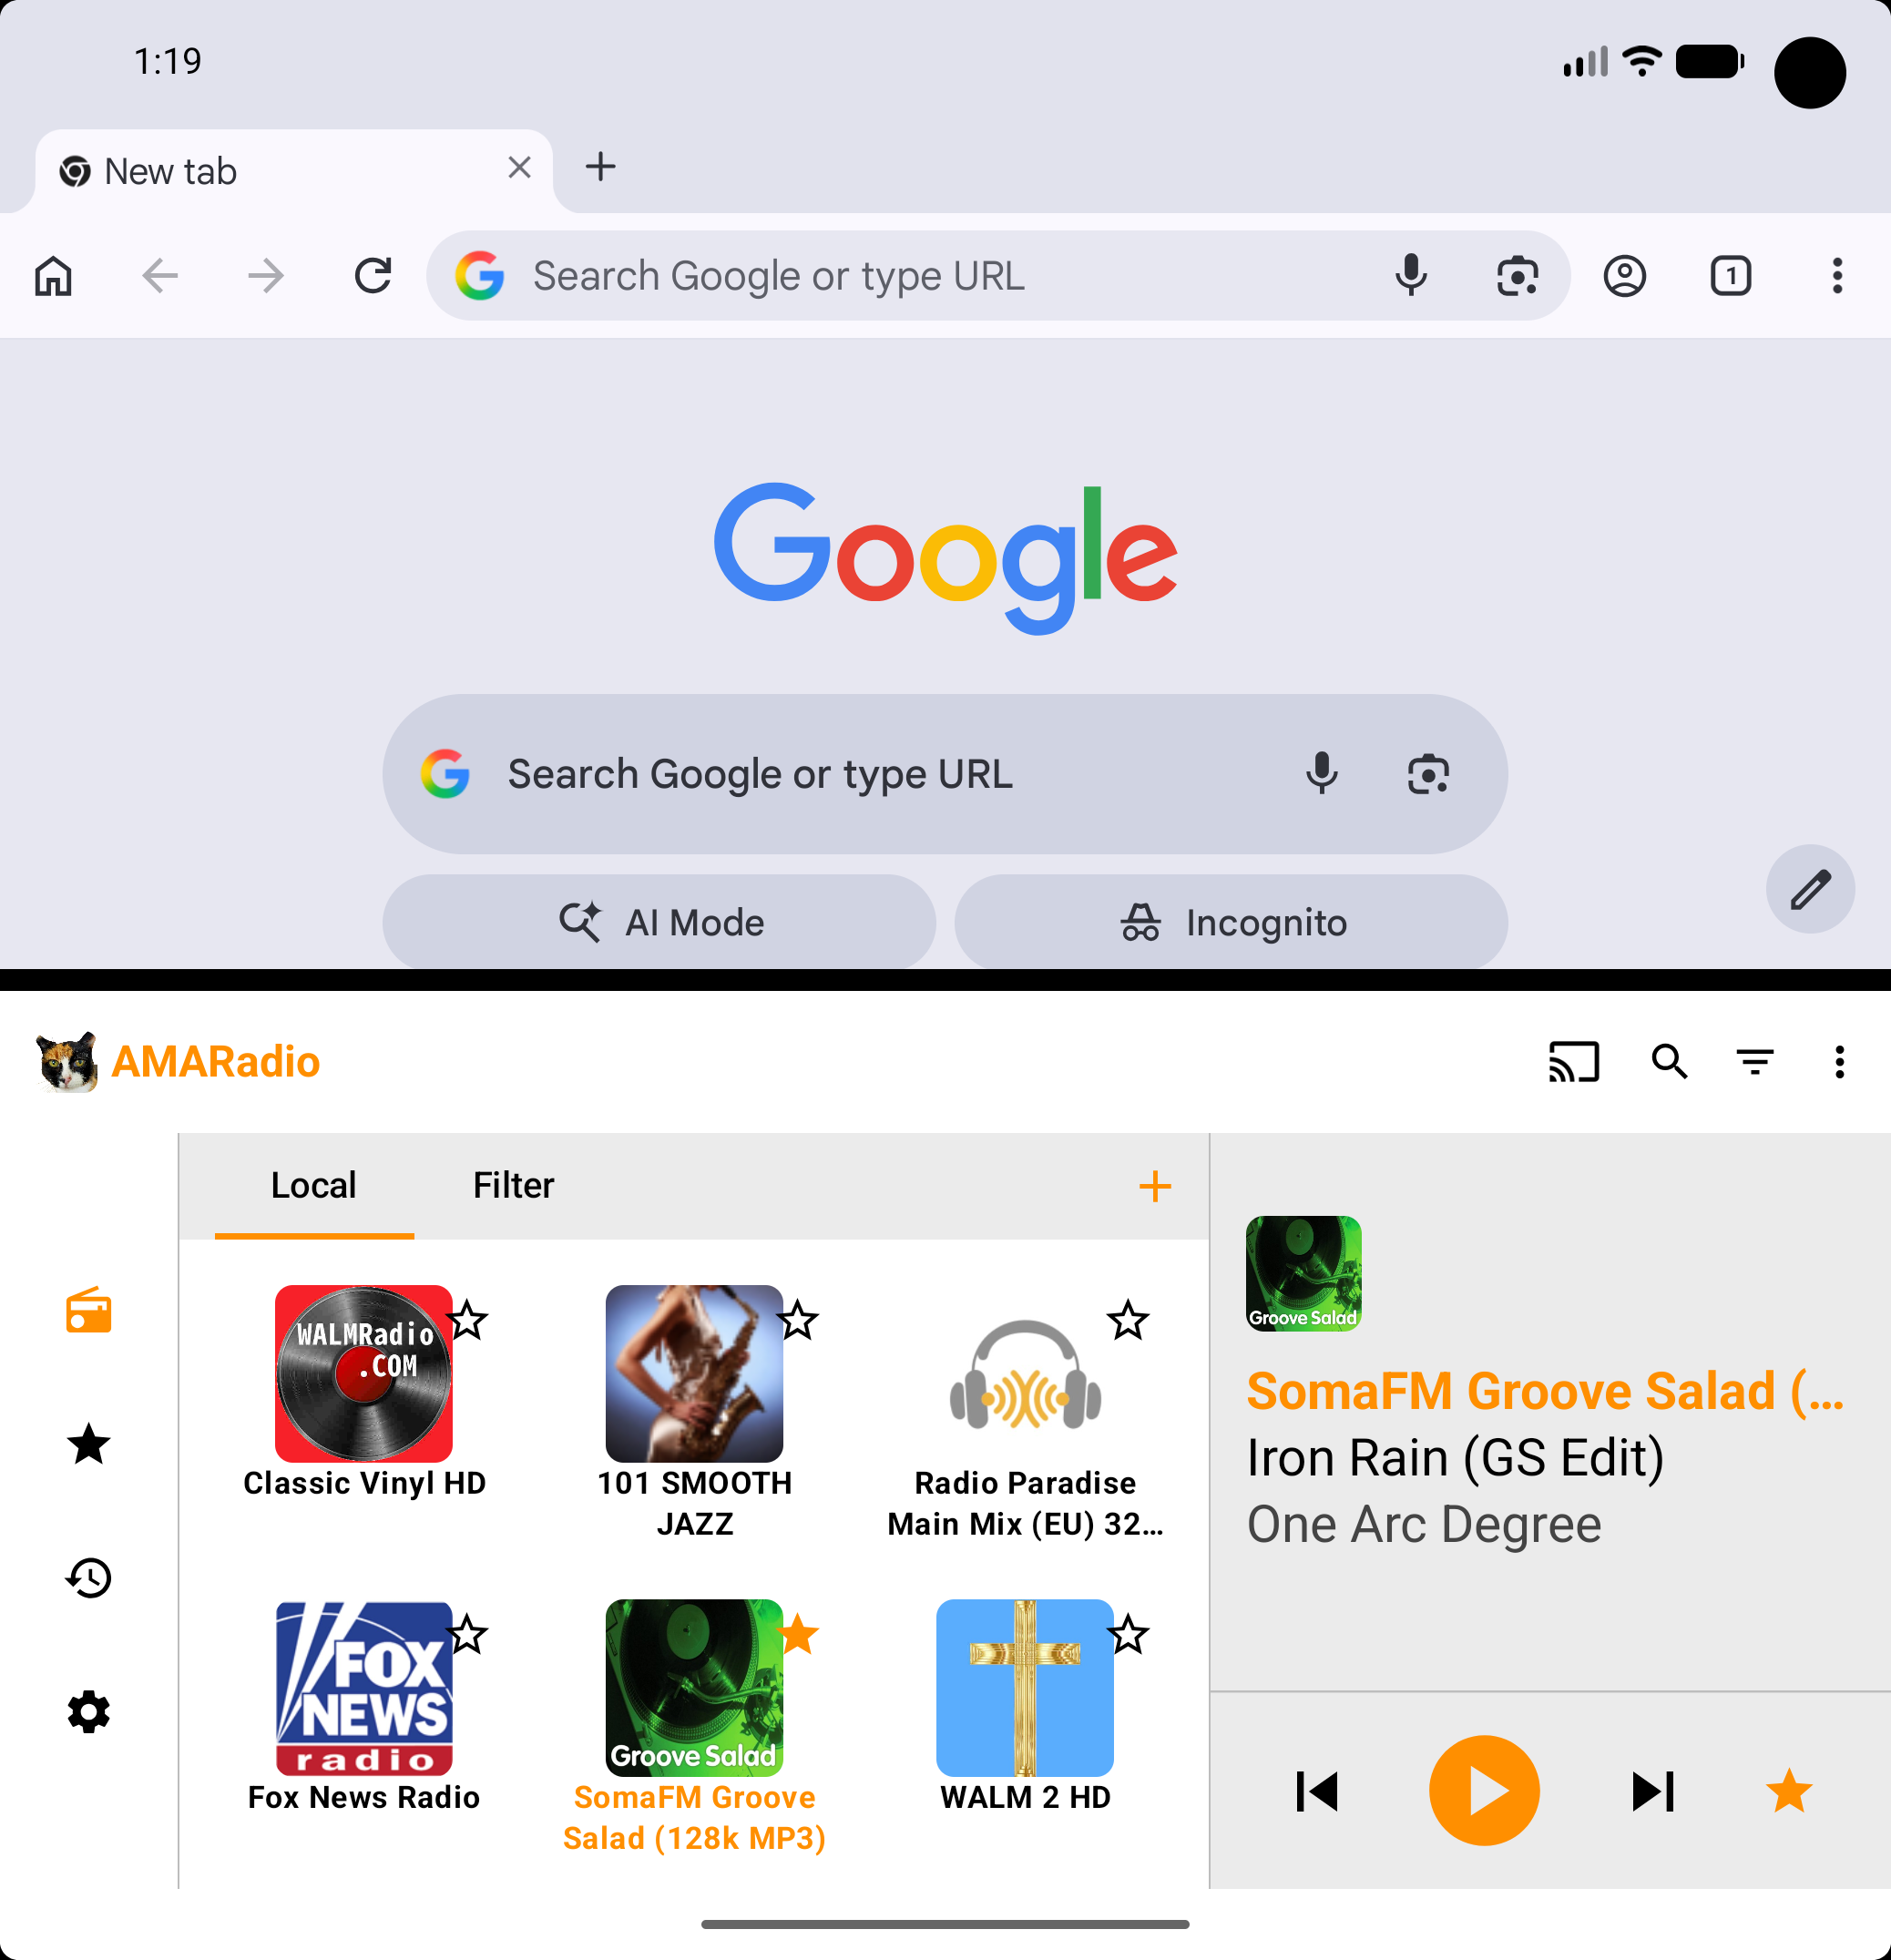 1:19
New tab
Search Google or type URL
1
Google
Search Google or type URL
AI Mode
Incognito
AMARadio
Local
Filter
WALMRadio
.COM
Classic Vinyl HD
101 SMOOTH
JAZZ
Radio Paradise
Main Mix (EU) 32...
FOX
NEWS
radio
Fox News Radio
Groove Salad
SomaFM Groove
Salad (128k MP3)
WALM 2 HD
Groove Salad
SomaFM Groove Salad (...
Iron Rain (GS Edit)
One Arc Degree